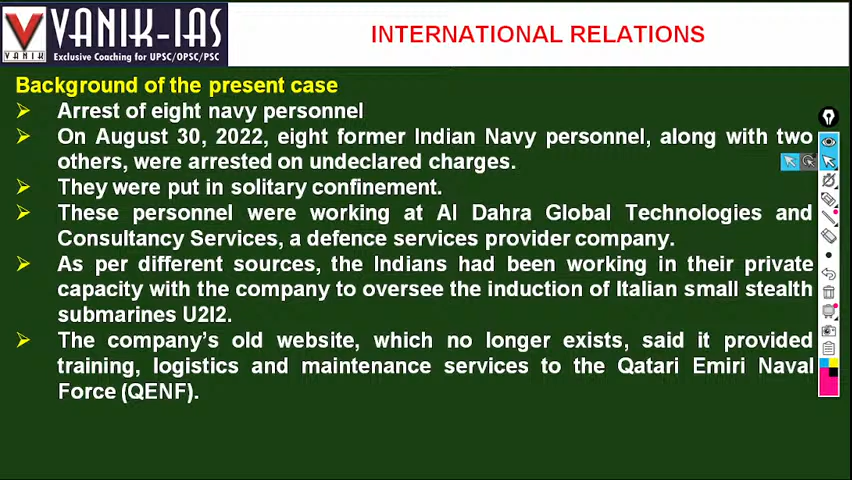 VANIK-IAS
Exclusive Coaching for UPSC/OPSC/PSC
VANIK
INTERNATIONAL RELATIONS
Background of the present case
Arrest of eight navy personnel
On August 30, 2022, eight former Indian Navy personnel, along with two
others, were arrested on undeclared charges.
They were put in solitary confinement.
These personnel were working at Al Dahra Global Technologies and
Consultancy Services, a defence services provider company.
As per different sources, the Indians had been working in their private
capacity with the company to oversee the induction of Italian small stealth
submarines U2I2.
The company's old website, which no longer exists, said it provided
training, logistics and maintenance services to the Qatari Emiri Naval
Force (QENF).